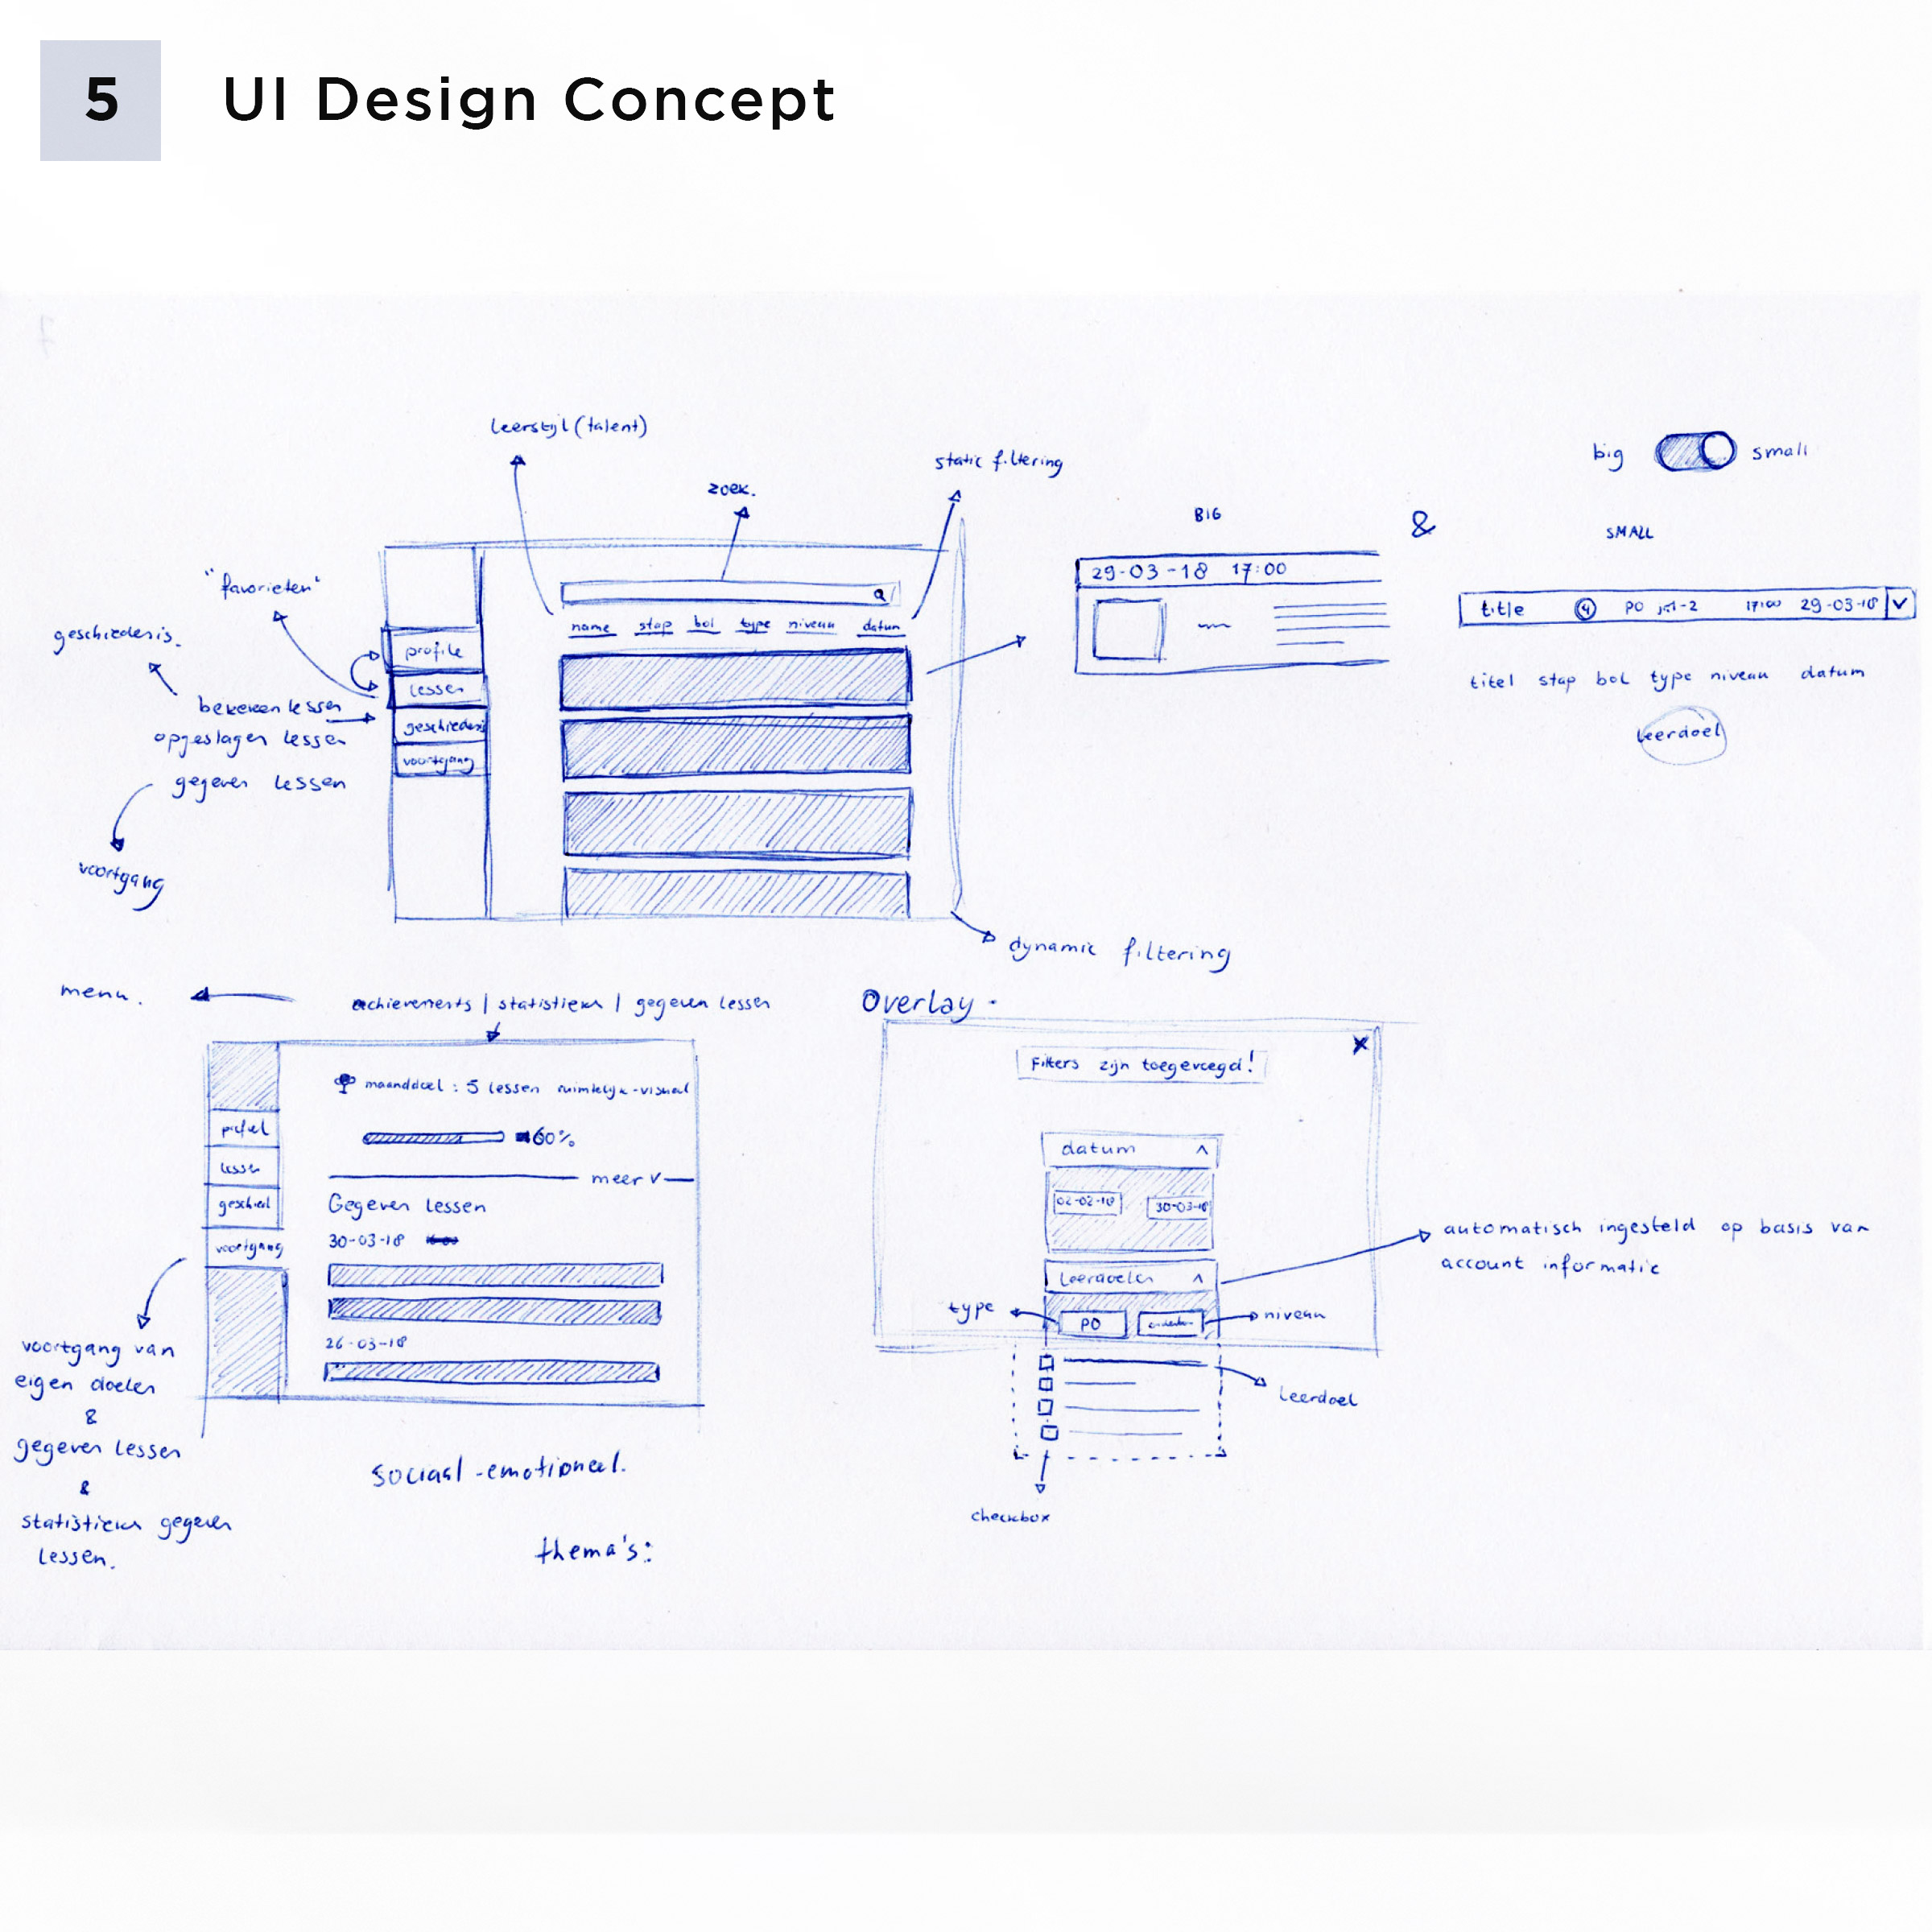 5
UI Design Concept
leerstijl (talent)
zoek.
static filtering
big
small
BIG
&
SMALL
"favorieten"
geschiedenis.
29-03-18 17:00
title 4 PO 17:00 29-03-18
name stap bol type niveau datum
profile
lessen
bekeken lessen
geschiedenis
opgeslagen lessen
voortgang
gegeven lessen
titel stap bol type niveau datum
leerdoel
voortgang
dynamic filtering
menu.
achievements | statistieken | gegeven lessen
Overlay.
maanddoel : 5 lessen ruimtelijk-visueel
60%
meer
profiel
lessen
geschied
voortgang
Gegeven lessen
30-03-18
26-03-18
Filters zijn toegevoegd!
x
datum
02-02-18 30-03-18
leerdoelen
type
PO
niveau
automatisch ingesteld op basis van
account informatie
leerdoel
checkbox
voortgang van
eigen doelen
&
gegeven lessen
&
statistieken gegeven
lessen.
sociaal-emotioneel.
thema's: